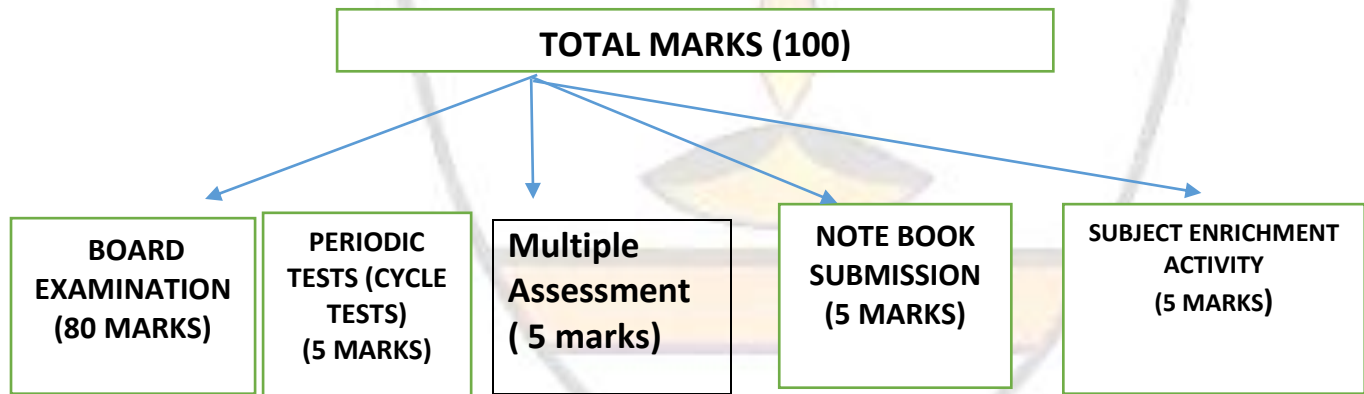 TOTAL MARKS (100)
BOARD
EXAMINATION
(80 MARKS)
PERIODIC
TESTS (CYCLE
TESTS)
(5 MARKS)
Multiple
Assessment
( 5 marks)
NOTE BOOK
SUBMISSION
(5 MARKS)
SUBJECT ENRICHMENT
ACTIVITY
(5 MARKS)